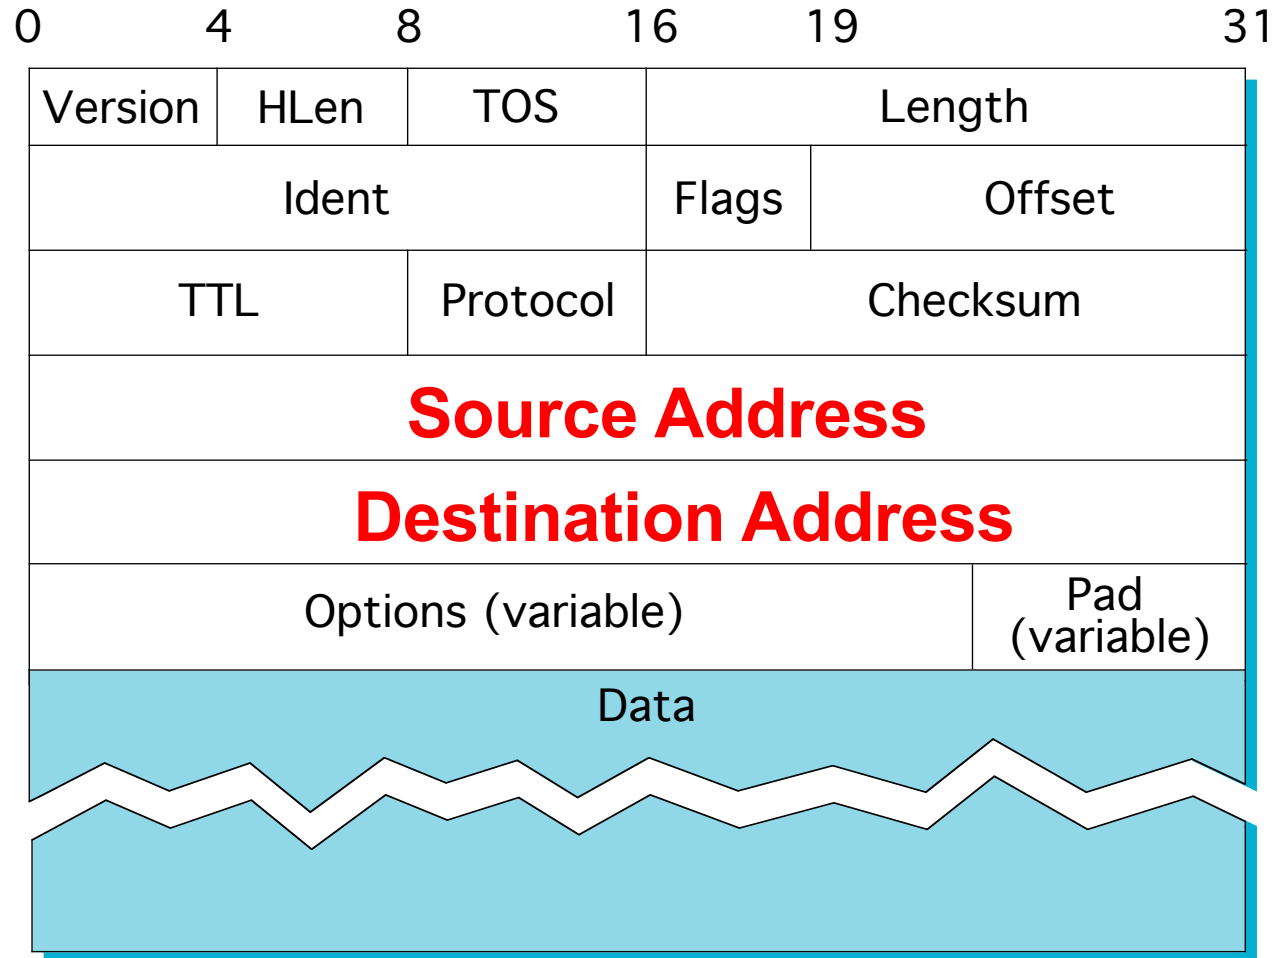 0 4 8 16 19 31
Version HLen TOS Length
Ident Flags Offset
TTL Protocol Checksum
Source Address
Destination Address
Options (variable) Pad
(variable)
Data